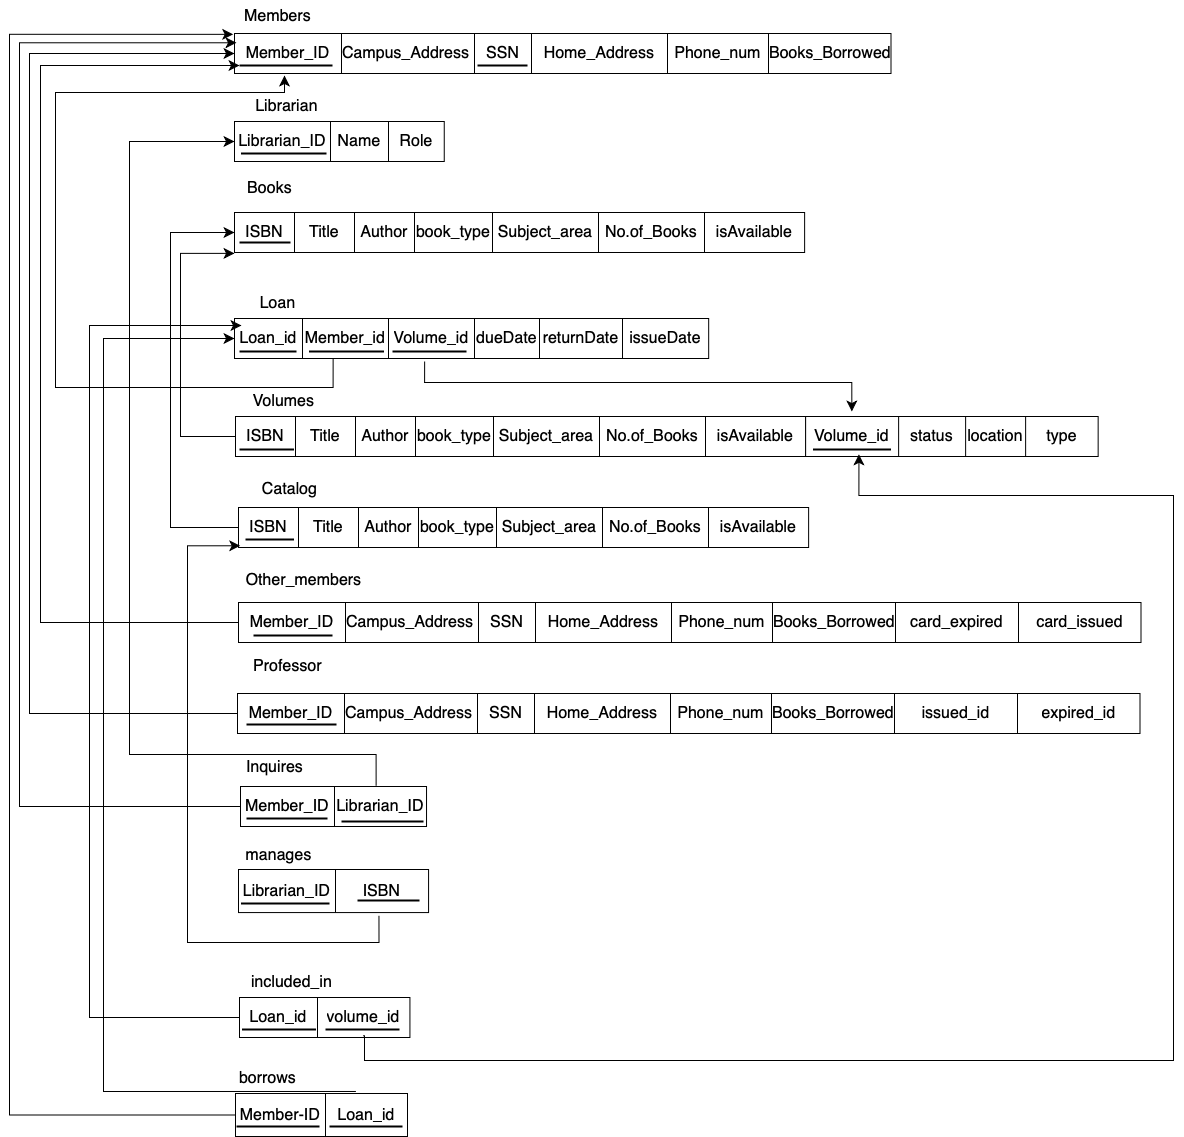 Members
Member_ID Campus_Address SSN Home_Address Phone_num Books_Borrowed
Librarian
Librarian_ID Name Role
Books
ISBN Title Author book_type Subject_area No.of_Books isAvailable
Loan
Loan_id Member_id Volume_id dueDate returnDate issueDate
Volumes
ISBN Title Author book_type Subject_area No.of_Books isAvailable Volume_id status location type
Catalog
ISBN Title Author book_type Subject_area No.of_Books isAvailable
Other_members
Member_ID Campus_Address SSN Home_Address Phone_num Books_Borrowed card_expired card_issued
Professor
Member_ID Campus_Address SSN Home_Address Phone_num Books_Borrowed issued_id expired_id
Inquires
Member_ID Librarian_ID
manages
Librarian_ID ISBN
included_in
Loan_id volume_id
borrows
Member-ID Loan_id